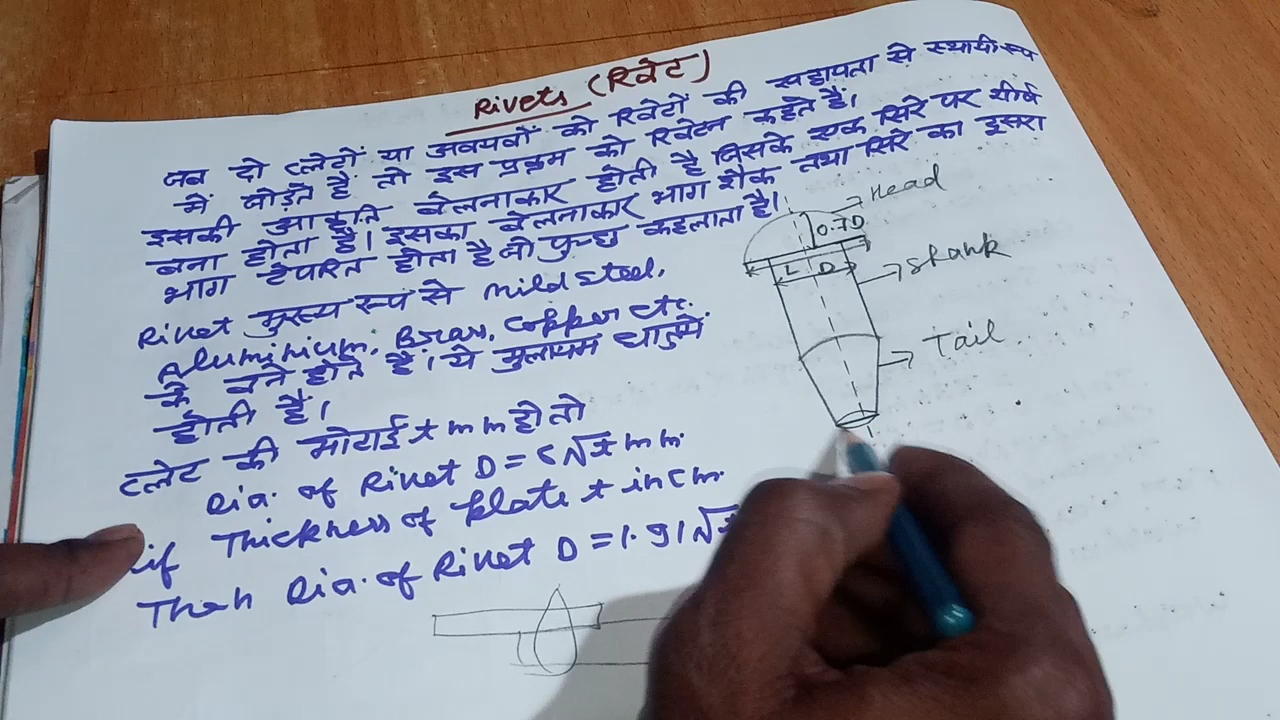 Rivets (रिवेट)
जब दो प्लेटों या अवयवों को रिवेटों की सहायता से स्थायी रूप
में जोड़ते हैं तो इस प्रक्रम को रिवेटन कहते हैं।
इसकी आकृति बेलनाकार होती है जिसके एक सिरे पर शीर्ष
बना होता है। इसका बेलनाकार भाग शैंक तथा सिरे का दूसरा
भाग टेपरित होता है जो पुच्छ कहलाता है।
Rivet मुख्य रूप से mild steel,
Aluminium, Brass, Copper etc.
के बने होते हैं। ये मुलायम धातुयें
होती हैं।
प्लेट की मोटाई t mm हो तो
Dia. of Rivet D = 6√t mm.
if Thickness of plate t in cm.
Then Dia. of Rivet D = 1.91√t
Head
0.7D
L D
Shank
Tail